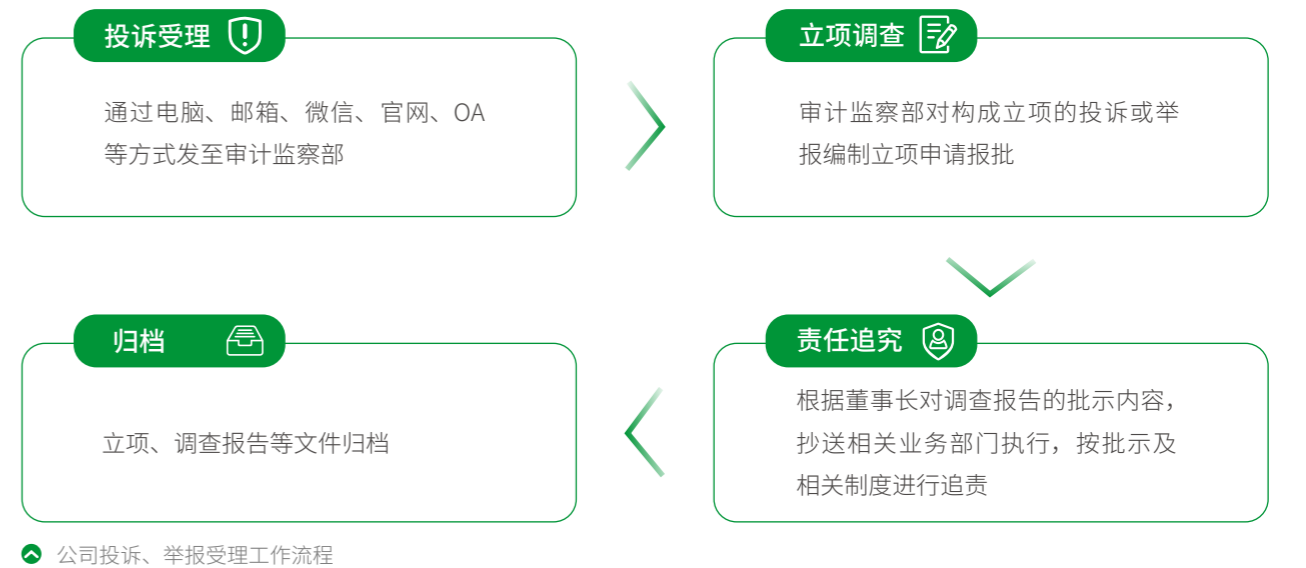 投诉受理
通过电脑、邮箱、微信、官网、OA
等方式发至审计监察部
立项调查
审计监察部对构成立项的投诉或举
报编制立项申请报批
责任追究
根据董事长对调查报告的批示内容，
抄送相关业务部门执行，按批示及
相关制度进行追责
归档
立项、调查报告等文件归档
公司投诉、举报受理工作流程